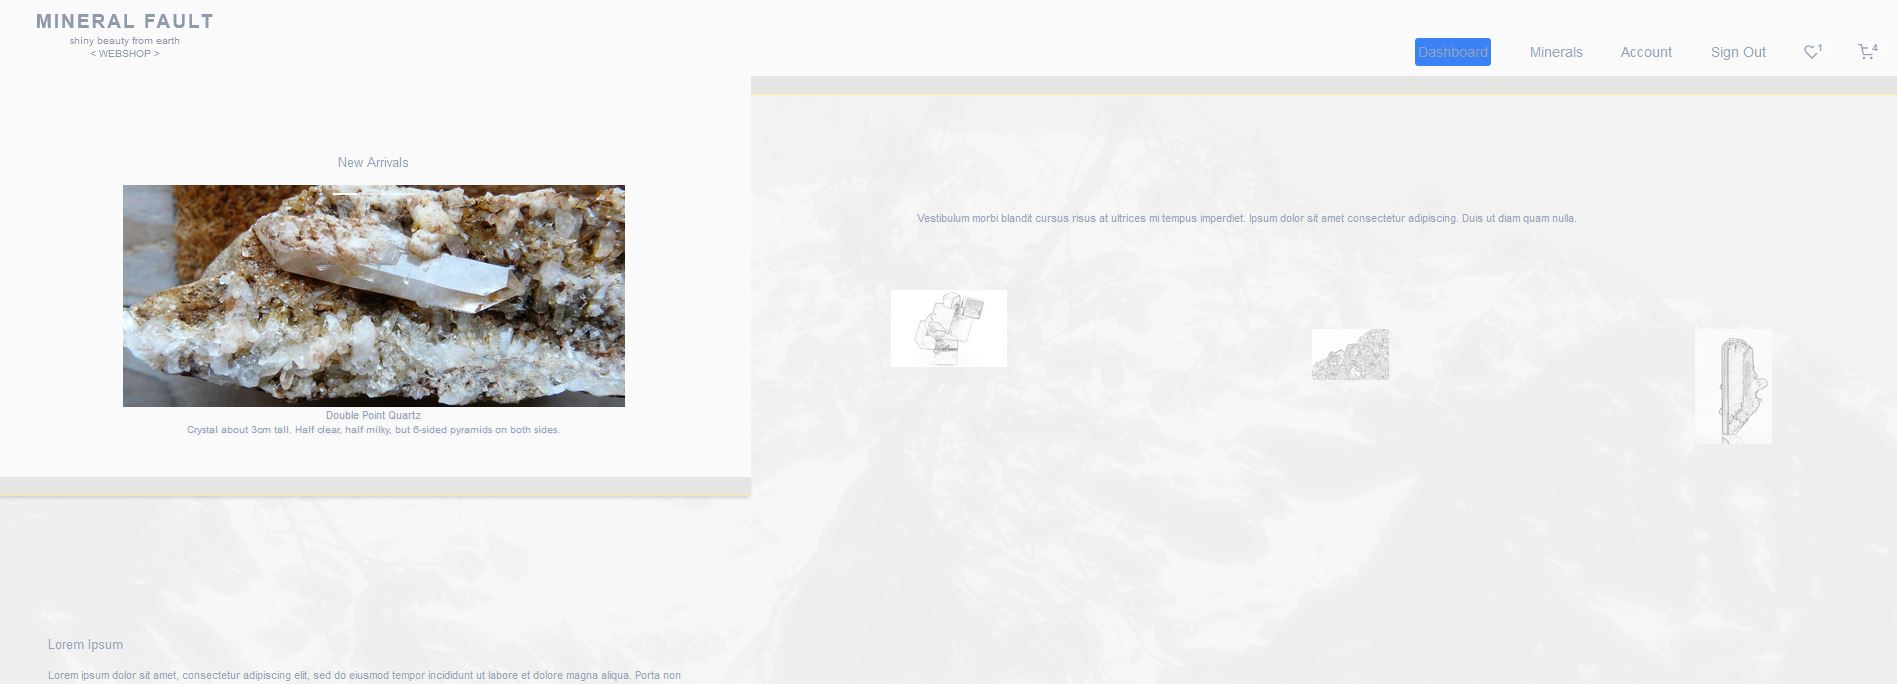 MINERAL FAULT
shiny beauty from earth
< WEBSHOP >
Dashboard
Minerals
Account
Sign Out
1
4
New Arrivals
Double Point Quartz
Crystal about 3cm tall. Half clear, half milky, but 6-sided pyramids on both sides.
Vestibulum morbi blandit cursus risus at ultrices mi tempus imperdiet. Ipsum dolor sit amet consectetur adipiscing. Duis ut diam quam nulla.
Lorem Ipsum
Lorem ipsum dolor sit amet, consectetur adipiscing elit, sed do eiusmod tempor incididunt ut labore et dolore magna aliqua. Porta non